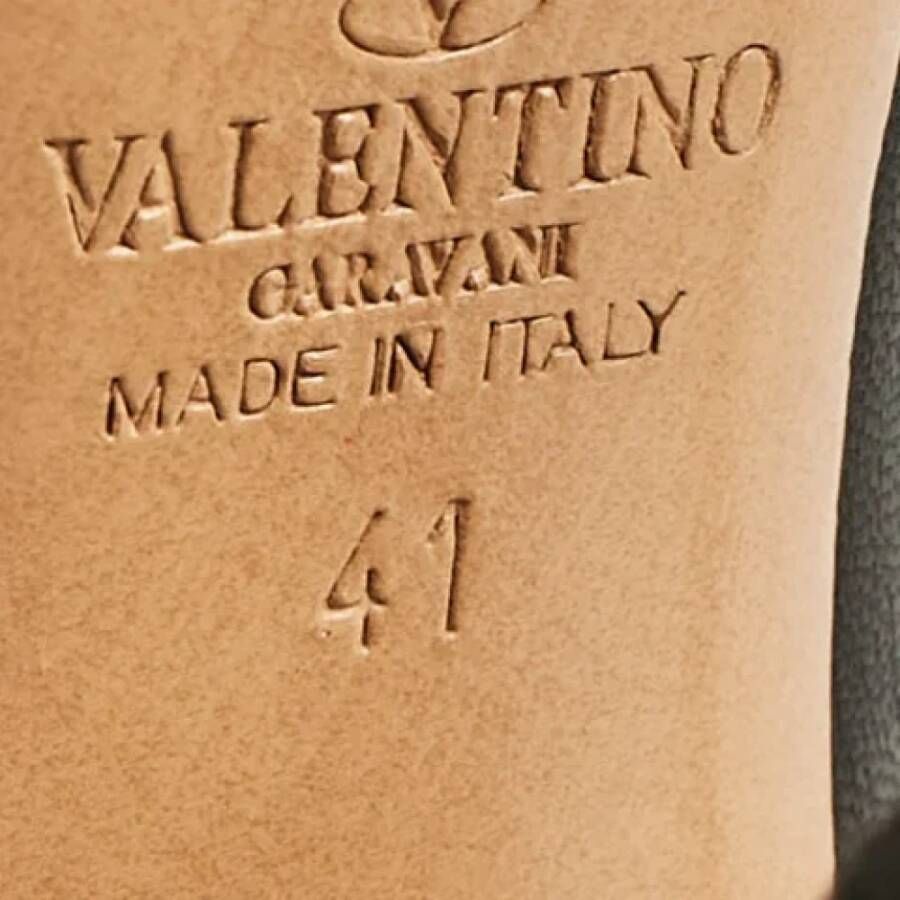 VALENTINO
GARAVANI
MADE IN ITALY
41